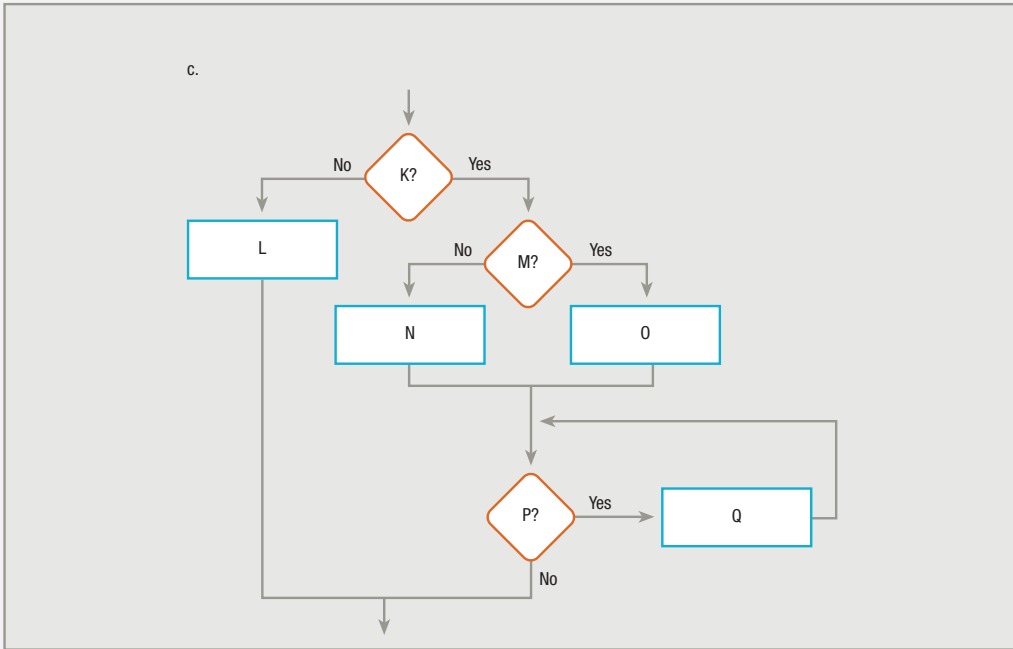 c.
K?
No
Yes
L
M?
No
Yes
N
O
P?
Yes
Q
No